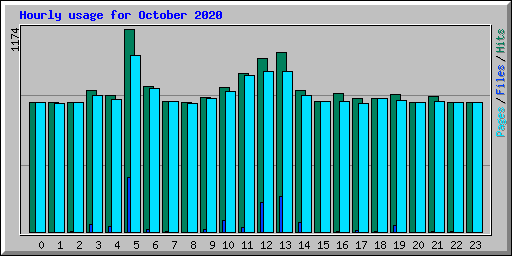 Hourly usage for October 2020
1174
Pages/Files/Hits
0 1 2 3 4 5 6 7 8 9 10 11 12 13 14 15 16 17 18 19 20 21 22 23